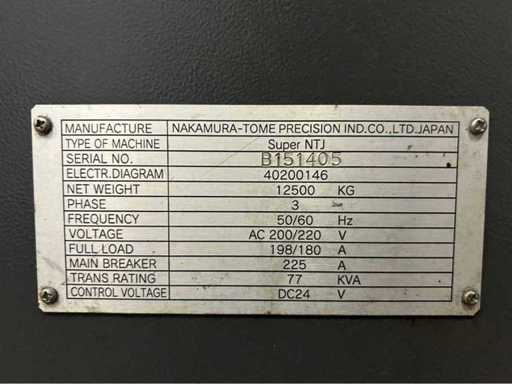 MANUFACTURE NAKAMURA-TOME PRECISION IND.CO.,LTD.JAPAN
TYPE OF MACHINE Super NTJ
SERIAL NO. B151405
ELECTR.DIAGRAM 40200146
NET WEIGHT 12500 KG
PHASE 3
FREQUENCY 50/60 Hz
VOLTAGE AC 200/220 V
FULL LOAD 198/180 A
MAIN BREAKER 225 A
TRANS RATING 77 KVA
CONTROL VOLTAGE DC24 V